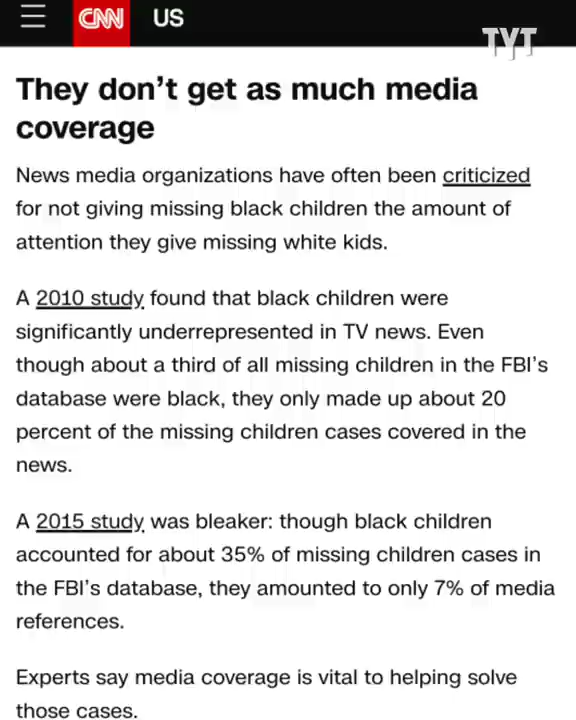 CNN US
TYT
They don’t get as much media
coverage
News media organizations have often been criticized
for not giving missing black children the amount of
attention they give missing white kids.
A 2010 study found that black children were
significantly underrepresented in TV news. Even
though about a third of all missing children in the FBI’s
database were black, they only made up about 20
percent of the missing children cases covered in the
news.
A 2015 study was bleaker: though black children
accounted for about 35% of missing children cases in
the FBI’s database, they amounted to only 7% of media
references.
Experts say media coverage is vital to helping solve
those cases.